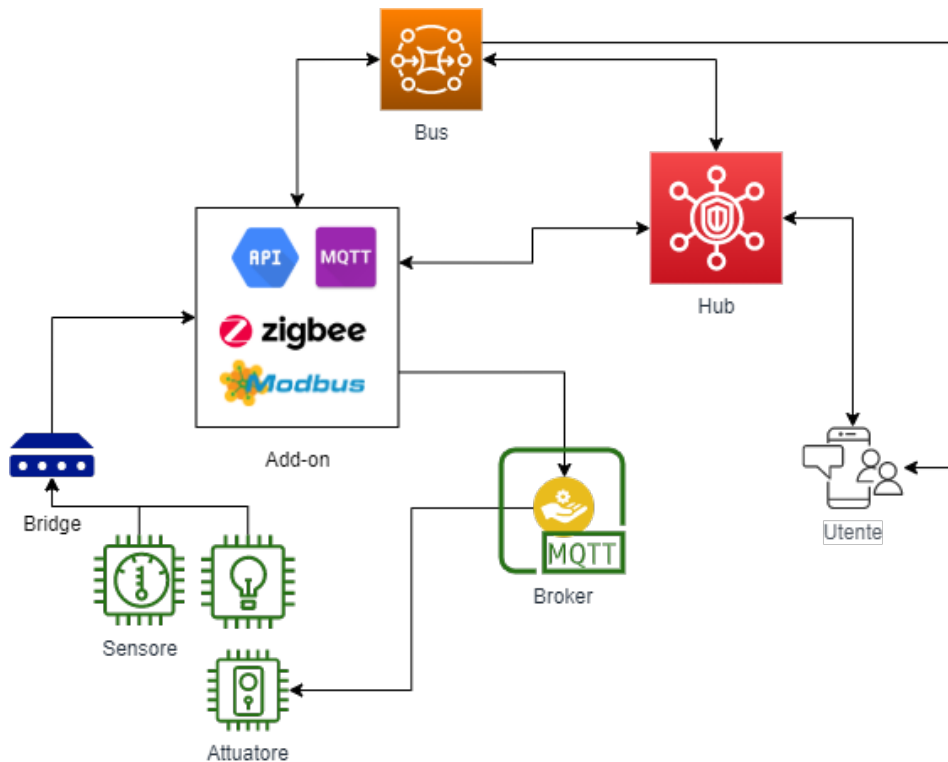 Bus
API
MQTT
zigbee
Modbus
Add-on
Hub
Bridge
Sensore
MQTT
Broker
Utente
Attuatore